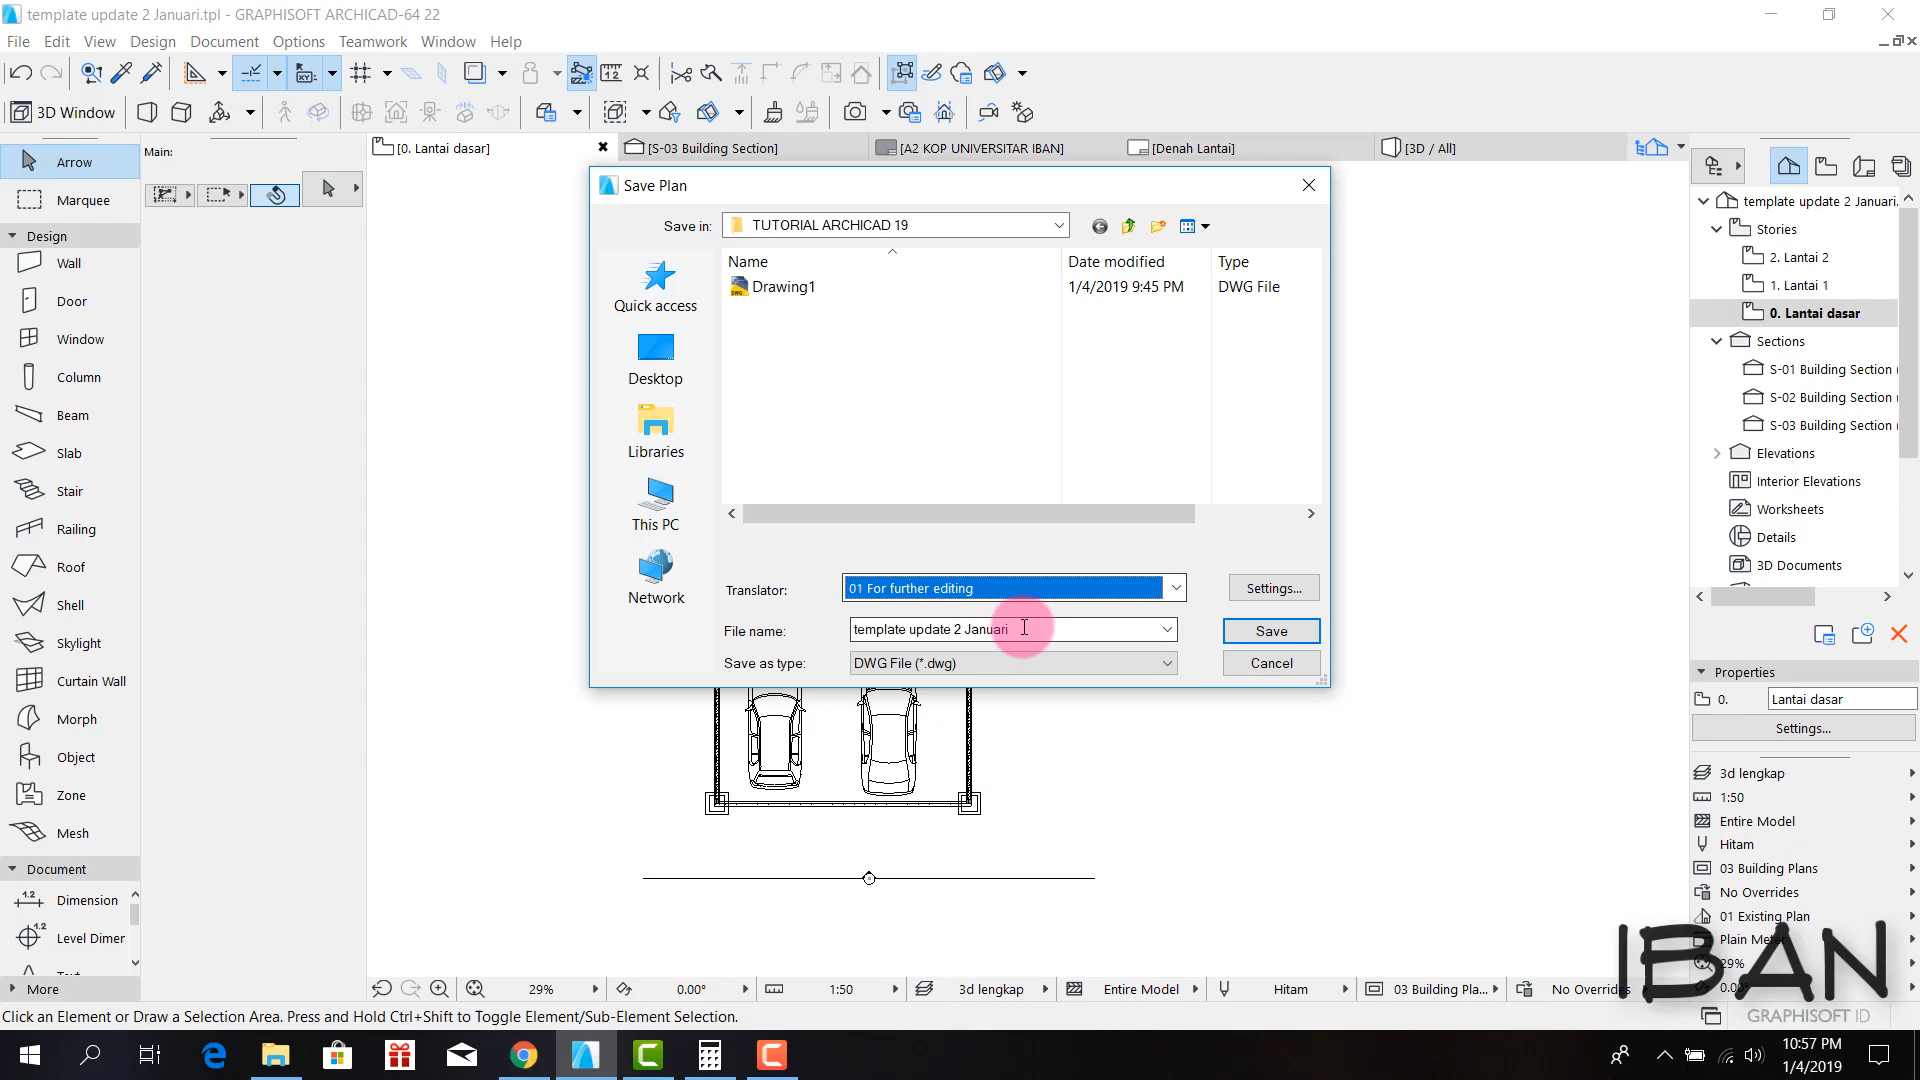 template update 2 Januari.tpl - GRAPHISOFT ARCHICAD-64 22
File Edit View Design Document Options Teamwork Window Help
3D Window
Main:
[0. Lantai dasar]
[S-03 Building Section]
[A2 KOP UNIVERSITAR IBAN]
[Denah Lantai]
[3D / All]
Arrow
Marquee
Design
Wall
Door
Window
Column
Beam
Slab
Stair
Railing
Roof
Shell
Skylight
Curtain Wall
Morph
Object
Zone
Mesh
Document
Dimension
Level Dimer
More
Save Plan
Save in: TUTORIAL ARCHICAD 19
Quick access
Desktop
Libraries
This PC
Network
Name Date modified Type
Drawing1 1/4/2019 9:45 PM DWG File
Translator: 01 For further editing Settings...
File name: template update 2 Januari Save
Save as type: DWG File (*.dwg) Cancel
template update 2 Januari.
Stories
2. Lantai 2
1. Lantai 1
0. Lantai dasar
Sections
S-01 Building Section (
S-02 Building Section (
S-03 Building Section (
Elevations
Interior Elevations
Worksheets
Details
3D Documents
Properties
0. Lantai dasar
Settings...
3d lengkap
1:50
Entire Model
Hitam
03 Building Plans
No Overrides
01 Existing Plan
Plain Meter
29%
0.00°
IBAN
GRAPHISOFT ID
29% 0.00° 1:50 3d lengkap Entire Model Hitam 03 Building Pla... No Overrides
Click an Element or Draw a Selection Area. Press and Hold Ctrl+Shift to Toggle Element/Sub-Element Selection.
10:57 PM
1/4/2019